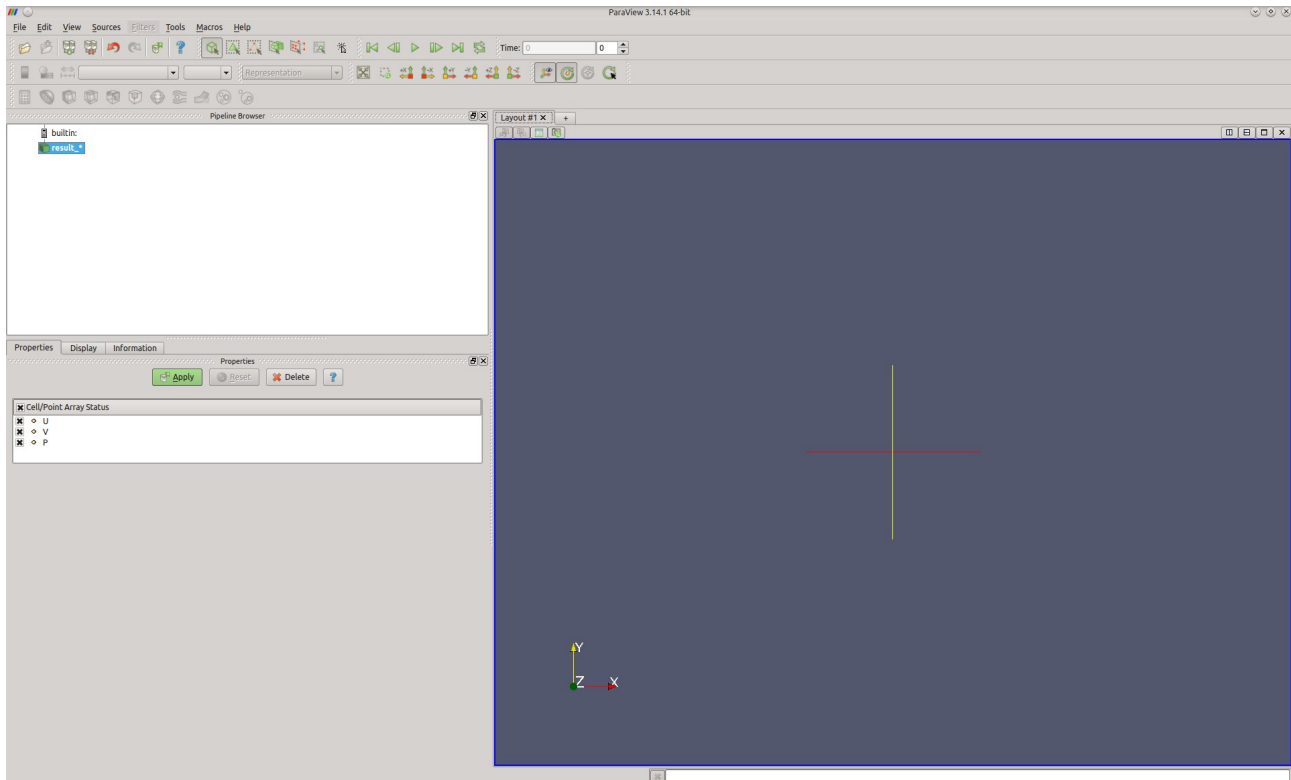 ParaView 3.14.1 64-bit
File Edit View Sources Filters Tools Macros Help
Time: 0 0
Representation
+X -X +Y -Y +Z -Z
Pipeline Browser
Layout #1 +
builtin:
result_*
Properties Display Information
Properties
Apply Reset Delete ?
Cell/Point Array Status
U
V
P
Y
Z X